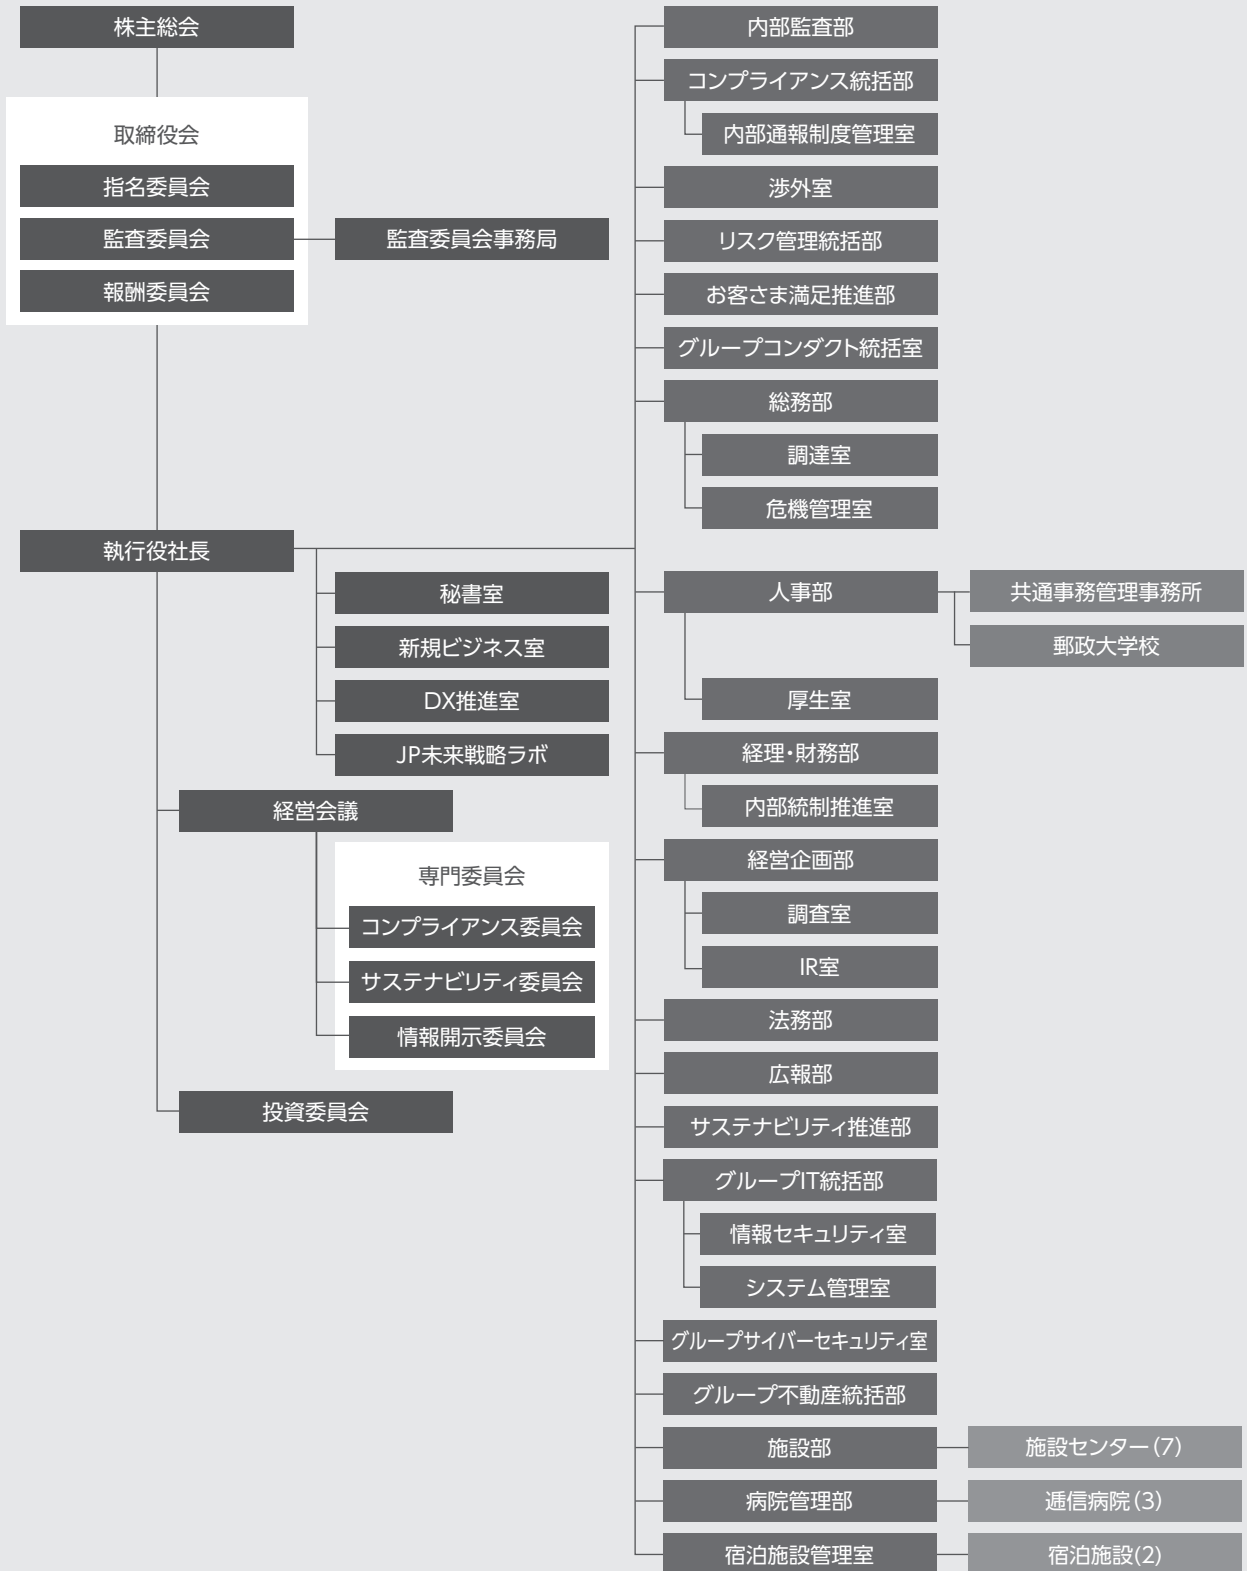 株主総会
取締役会
指名委員会
監査委員会
監査委員会事務局
報酬委員会
執行役社長
秘書室
新規ビジネス室
DX推進室
JP未来戦略ラボ
経営会議
専門委員会
コンプライアンス委員会
サステナビリティ委員会
情報開示委員会
投資委員会
内部監査部
コンプライアンス統括部
内部通報制度管理室
渉外室
リスク管理統括部
お客さま満足推進部
グループコンダクト統括室
総務部
調達室
危機管理室
人事部
共通事務管理事務所
郵政大学校
厚生室
経理・財務部
内部統制推進室
経営企画部
調査室
IR室
法務部
広報部
サステナビリティ推進部
グループIT統括部
情報セキュリティ室
システム管理室
グループサイバーセキュリティ室
グループ不動産統括部
施設部
施設センター(7)
病院管理部
逓信病院(3)
宿泊施設管理室
宿泊施設(2)